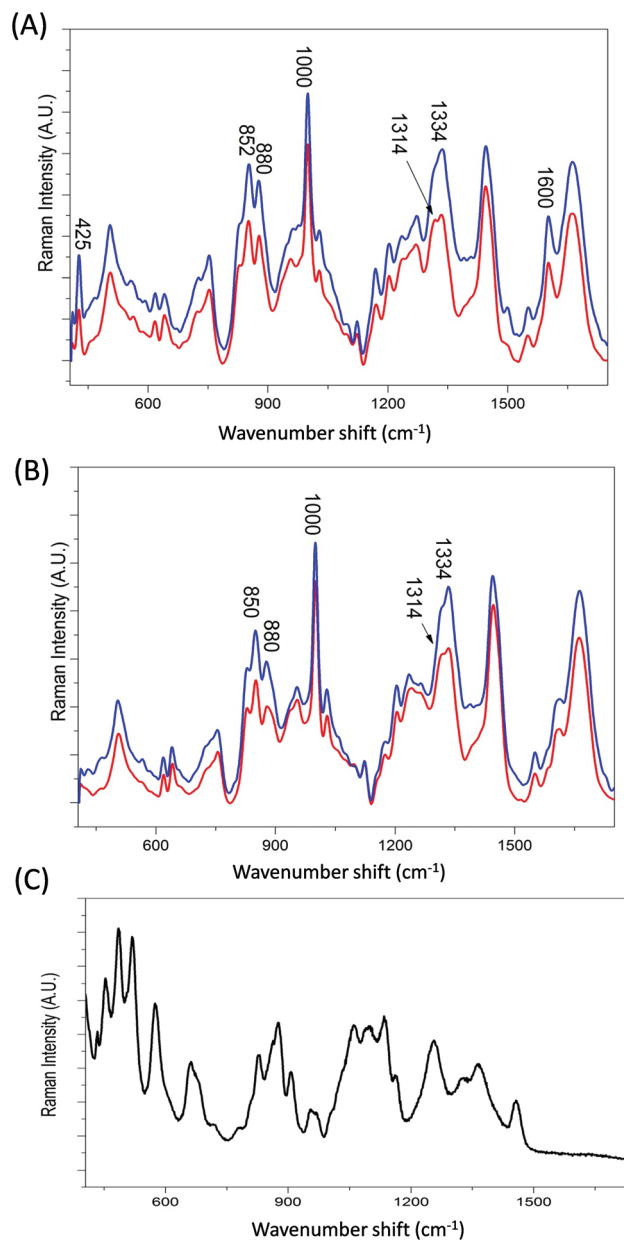 (A)
Raman Intensity (A.U.)
425
852
880
1000
1314
1334
1600
600 900 1200 1500
Wavenumber shift (cm-1)
(B)
Raman Intensity (A.U.)
850
880
1000
1314
1334
600 900 1200 1500
Wavenumber shift (cm-1)
(C)
Raman Intensity (A.U.)
600 900 1200 1500
Wavenumber shift (cm-1)